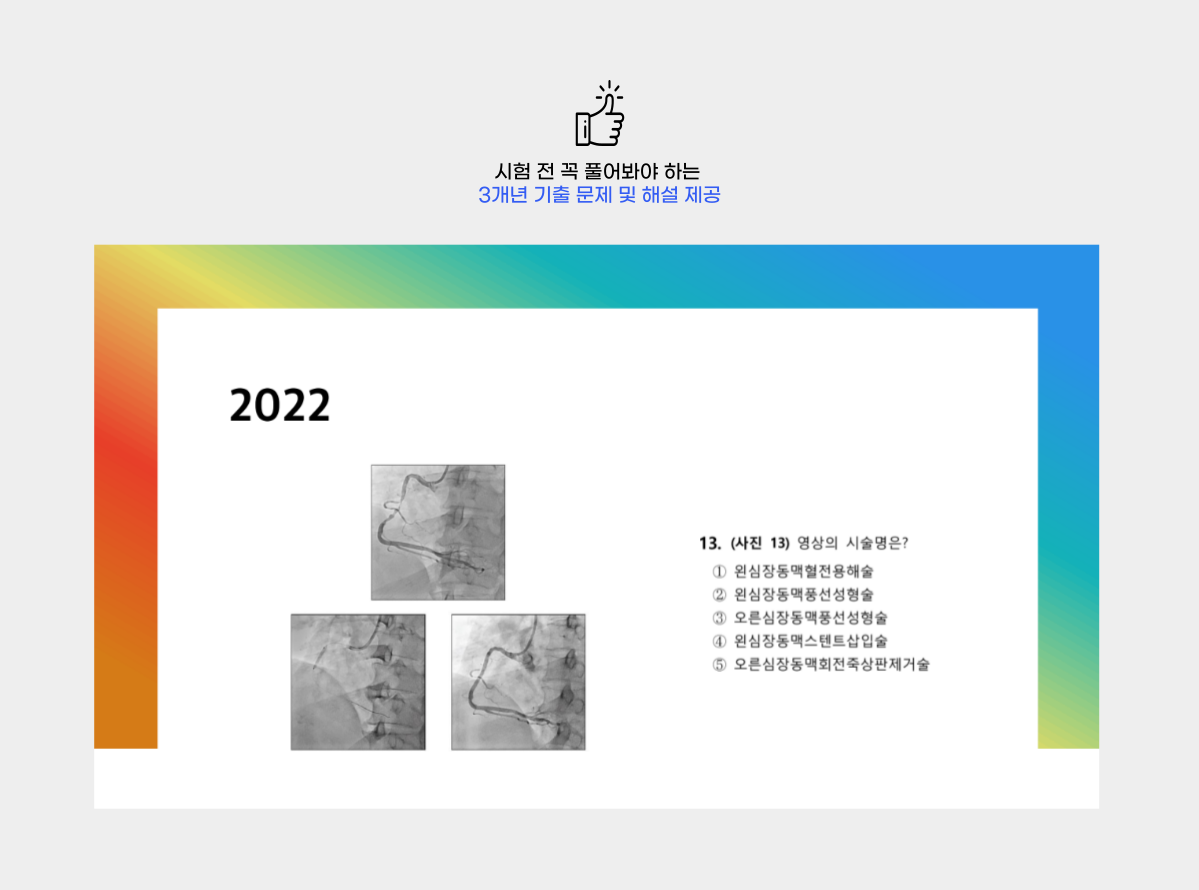 시험 전 꼭 풀어봐야 하는
3개년 기출 문제 및 해설 제공
2022
13. (사진 13) 영상의 시술명은?
① 왼심장동맥혈전용해술
② 왼심장동맥풍선성형술
③ 오른심장동맥풍선성형술
④ 왼심장동맥스텐트삽입술
⑤ 오른심장동맥회전죽상판제거술